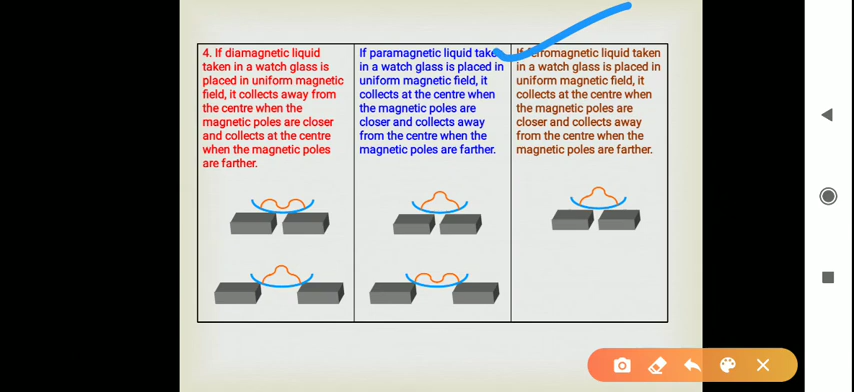 4. If diamagnetic liquid
taken in a watch glass is
placed in uniform magnetic
field, it collects away from
the centre when the
magnetic poles are closer
and collects at the centre
when the magnetic poles
are farther.
If paramagnetic liquid taken
in a watch glass is placed in
uniform magnetic field, it
collects at the centre when
the magnetic poles are
closer and collects away
from the centre when the
magnetic poles are farther.
If ferromagnetic liquid taken
in a watch glass is placed in
uniform magnetic field, it
collects at the centre when
the magnetic poles are
closer and collects away
from the centre when the
magnetic poles are farther.